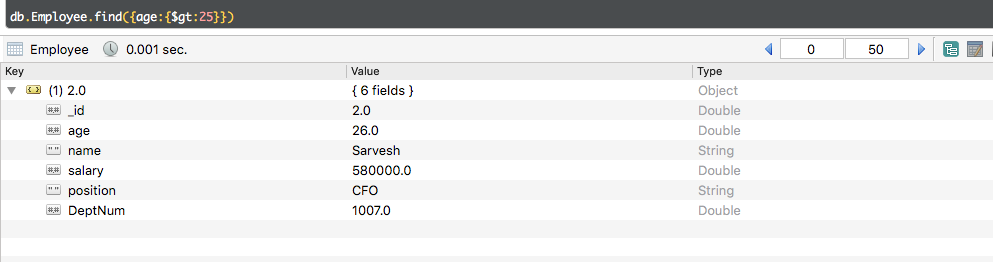 db.Employee.find({age:{$gt:25}})
Employee 0.001 sec. 0 50
Key Value Type
(1) 2.0 { 6 fields } Object
_id 2.0 Double
age 26.0 Double
name Sarvesh String
salary 580000.0 Double
position CFO String
DeptNum 1007.0 Double